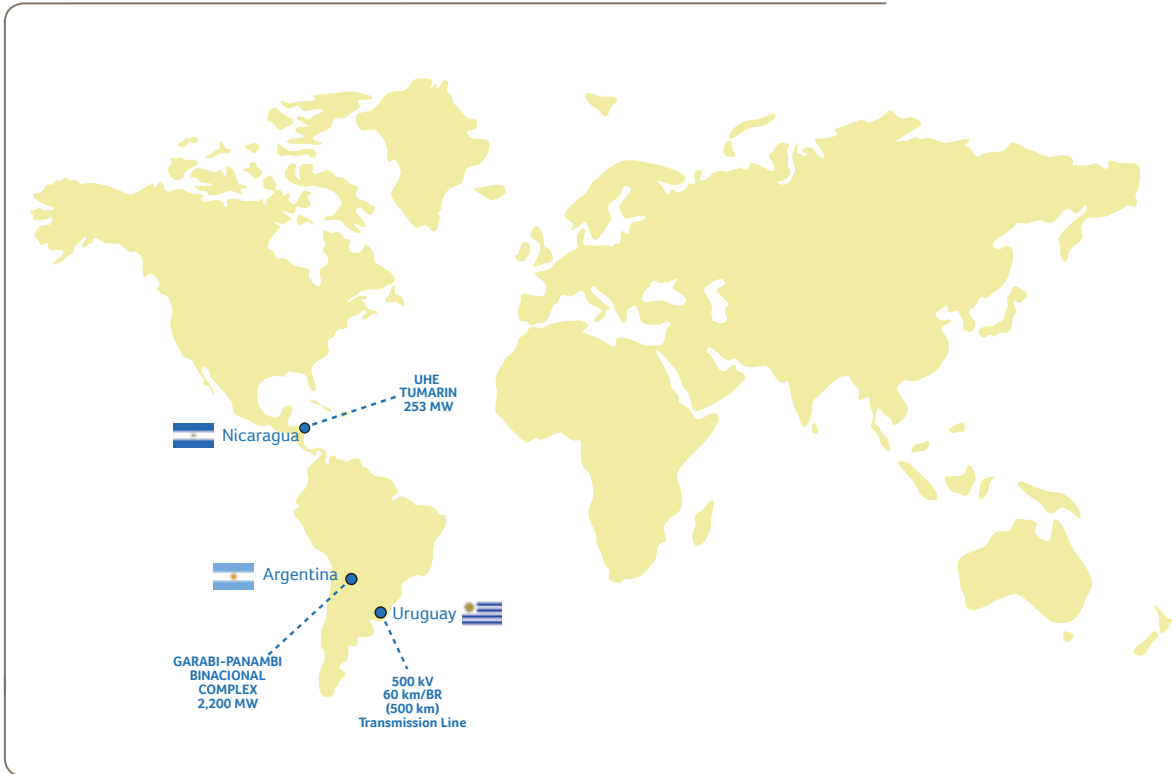 UHE
TUMARIN
253 MW
Nicaragua
Argentina
Uruguay
GARABI-PANAMBI
BINACIONAL
COMPLEX
2,200 MW
500 kV
60 km/BR
(500 km)
Transmission Line